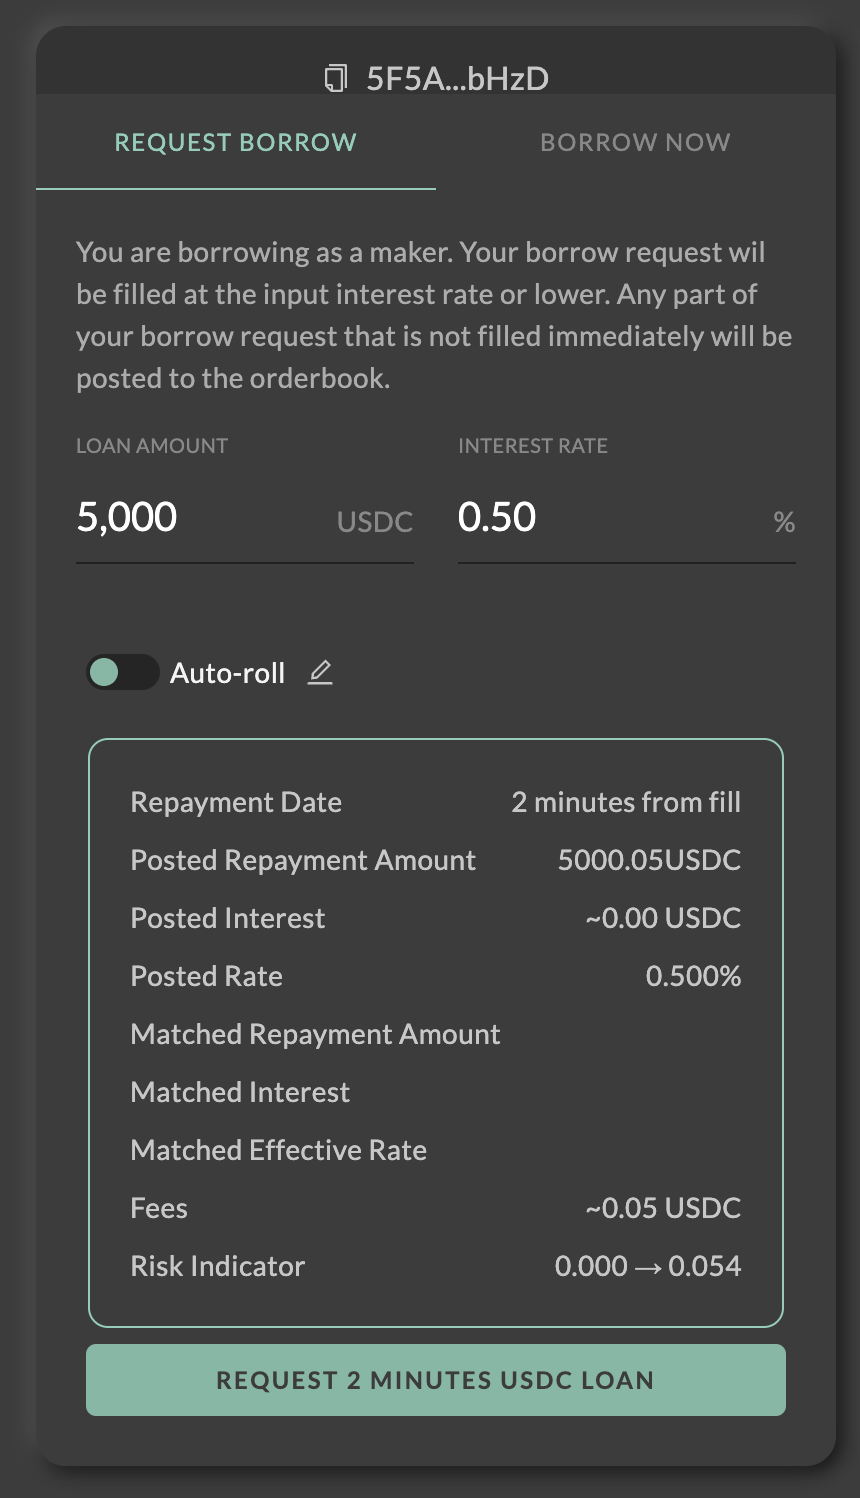 5F5A...bHzD
REQUEST BORROW
BORROW NOW
You are borrowing as a maker. Your borrow request wil
be filled at the input interest rate or lower. Any part of
your borrow request that is not filled immediately will be
posted to the orderbook.
LOAN AMOUNT
INTEREST RATE
5,000 USDC
0.50 %
Auto-roll
Repayment Date 2 minutes from fill
Posted Repayment Amount 5000.05USDC
Posted Interest ~0.00 USDC
Posted Rate 0.500%
Matched Repayment Amount
Matched Interest
Matched Effective Rate
Fees ~0.05 USDC
Risk Indicator 0.000 → 0.054
REQUEST 2 MINUTES USDC LOAN